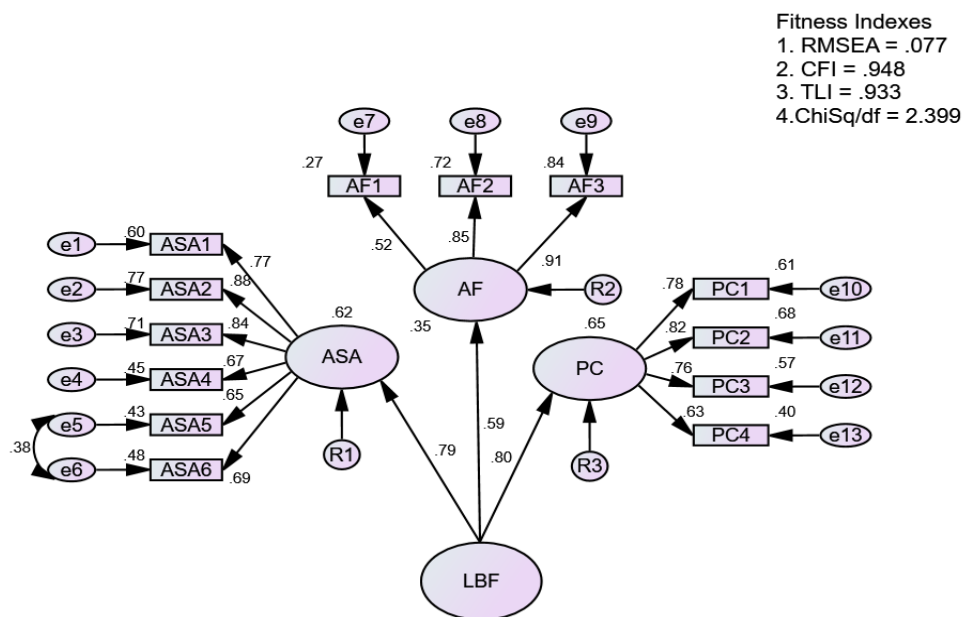 Fitness Indexes
1. RMSEA = .077
2. CFI = .948
3. TLI = .933
4.ChiSq/df = 2.399
e7
e8
e9
.27
.72
.84
AF1
AF2
AF3
.52
.85
.91
AF
R2
.35
e1
.60
ASA1
.77
e2
.77
ASA2
.88
e3
.71
ASA3
.84
e4
.45
ASA4
.67
e5
.43
ASA5
.65
.38
e6
.48
ASA6
.69
.62
ASA
R1
.65
PC
R3
.78
PC1
.61
e10
.82
PC2
.68
e11
.76
PC3
.57
e12
.63
PC4
.40
e13
.79
.59
.80
LBF